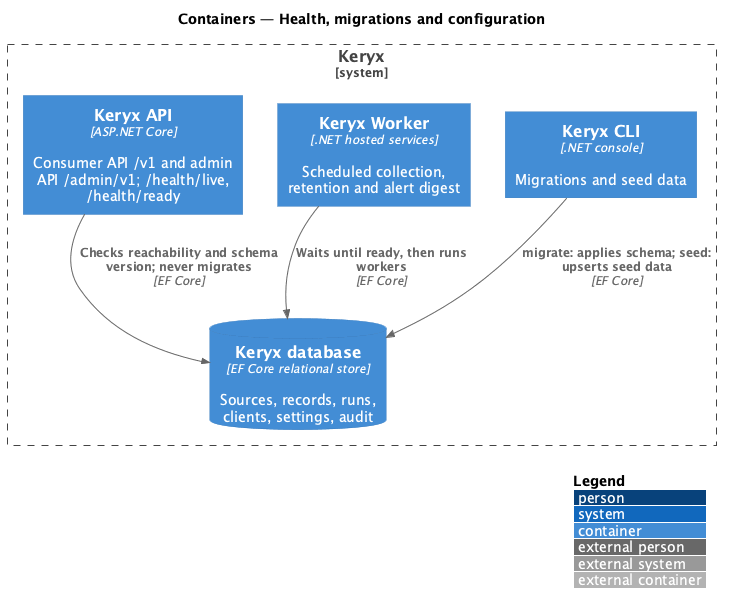 Containers — Health, migrations and configuration
Keryx
[system]
Keryx API
[ASP.NET Core]
Consumer API /v1 and admin
API /admin/v1; /health/live,
/health/ready
Keryx Worker
[.NET hosted services]
Scheduled collection,
retention and alert digest
Keryx CLI
[.NET console]
Migrations and seed data
Checks reachability and schema
version; never migrates
[EF Core]
Waits until ready, then runs
workers
[EF Core]
migrate: applies schema; seed:
upserts seed data
[EF Core]
Keryx database
[EF Core relational store]
Sources, records, runs,
clients, settings, audit
Legend
person
system
container
external person
external system
external container